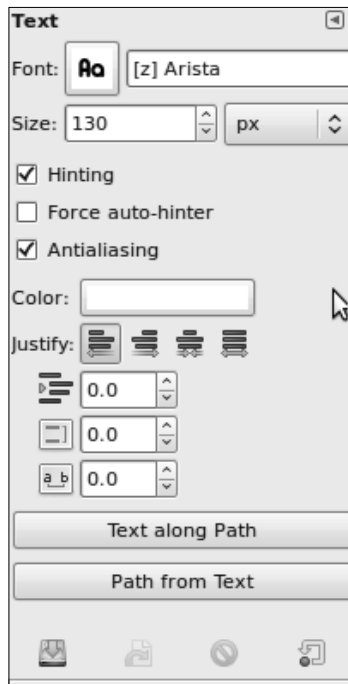 Text
Font: Aa [z] Arista
Size: 130 px
Hinting
Force auto-hinter
Antialiasing
Color:
Justify:
0.0
0.0
a_b 0.0
Text along Path
Path from Text